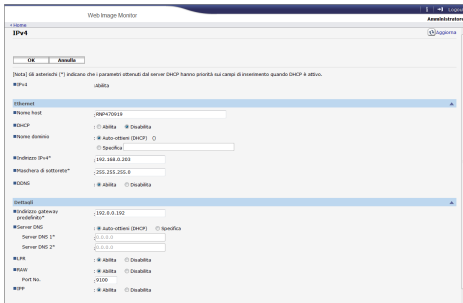 Web Image Monitor
Logout
Amministratore
Home
IPv4
Aggiorna
OK Annulla
[Nota] Gli asterischi (*) indicano che i parametri ottenuti dal server DHCP hanno priorità sui campi di inserimento quando DHCP è attivo.
IPv4 :Abilita
Ethernet
Nome host : RNP470919
DHCP : Abilita Disabilita
Nome dominio : Auto-ottieni (DHCP) ()
: Specifica
Indirizzo IPv4* : 192.168.0.203
Maschera di sottorete* : 255.255.255.0
DDNS : Abilita Disabilita
Dettagli
Indirizzo gateway predefinito* : 192.0.0.192
Server DNS : Auto-ottieni (DHCP) Specifica
Server DNS 1* : 0.0.0.0
Server DNS 2* : 0.0.0.0
LPR : Abilita Disabilita
RAW : Abilita Disabilita
Port No. : 9100
IPP : Abilita Disabilita